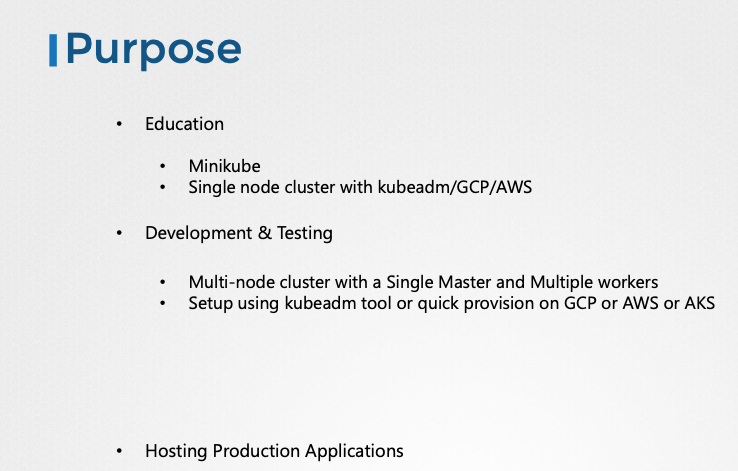 Purpose
• Education
• Minikube
• Single node cluster with kubeadm/GCP/AWS
• Development & Testing
• Multi-node cluster with a Single Master and Multiple workers
• Setup using kubeadm tool or quick provision on GCP or AWS or AKS
• Hosting Production Applications